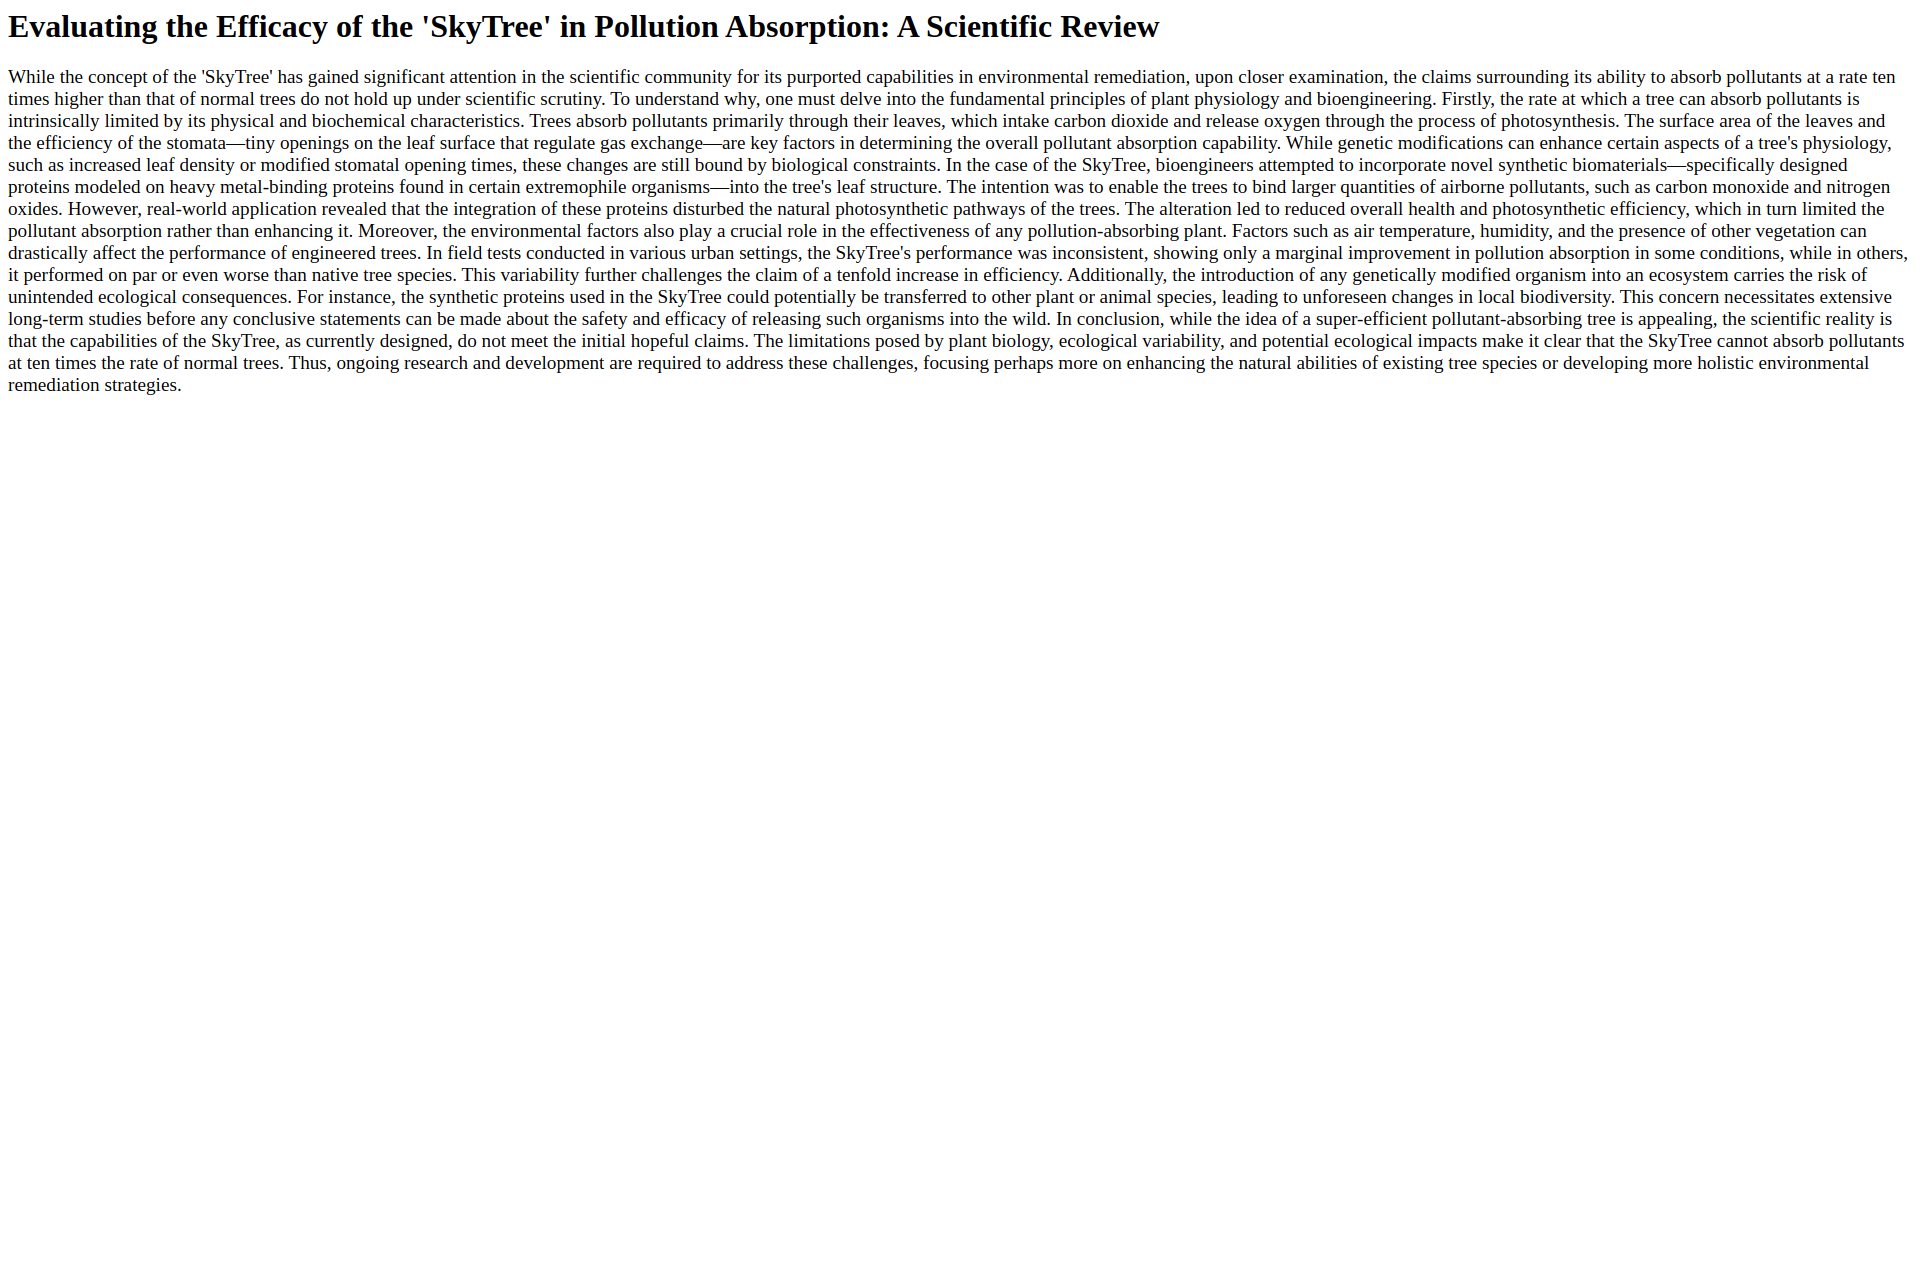 Evaluating the Efficacy of the 'SkyTree' in Pollution Absorption: A Scientific Review
While the concept of the 'SkyTree' has gained significant attention in the scientific community for its purported capabilities in environmental remediation, upon closer examination, the claims surrounding its ability to absorb pollutants at a rate ten
times higher than that of normal trees do not hold up under scientific scrutiny. To understand why, one must delve into the fundamental principles of plant physiology and bioengineering. Firstly, the rate at which a tree can absorb pollutants is
intrinsically limited by its physical and biochemical characteristics. Trees absorb pollutants primarily through their leaves, which intake carbon dioxide and release oxygen through the process of photosynthesis. The surface area of the leaves and
the efficiency of the stomata—tiny openings on the leaf surface that regulate gas exchange—are key factors in determining the overall pollutant absorption capability. While genetic modifications can enhance certain aspects of a tree's physiology,
such as increased leaf density or modified stomatal opening times, these changes are still bound by biological constraints. In the case of the SkyTree, bioengineers attempted to incorporate novel synthetic biomaterials—specifically designed
proteins modeled on heavy metal-binding proteins found in certain extremophile organisms—into the tree's leaf structure. The intention was to enable the trees to bind larger quantities of airborne pollutants, such as carbon monoxide and nitrogen
oxides. However, real-world application revealed that the integration of these proteins disturbed the natural photosynthetic pathways of the trees. The alteration led to reduced overall health and photosynthetic efficiency, which in turn limited the
pollutant absorption rather than enhancing it. Moreover, the environmental factors also play a crucial role in the effectiveness of any pollution-absorbing plant. Factors such as air temperature, humidity, and the presence of other vegetation can
drastically affect the performance of engineered trees. In field tests conducted in various urban settings, the SkyTree's performance was inconsistent, showing only a marginal improvement in pollution absorption in some conditions, while in others,
it performed on par or even worse than native tree species. This variability further challenges the claim of a tenfold increase in efficiency. Additionally, the introduction of any genetically modified organism into an ecosystem carries the risk of
unintended ecological consequences. For instance, the synthetic proteins used in the SkyTree could potentially be transferred to other plant or animal species, leading to unforeseen changes in local biodiversity. This concern necessitates extensive
long-term studies before any conclusive statements can be made about the safety and efficacy of releasing such organisms into the wild. In conclusion, while the idea of a super-efficient pollutant-absorbing tree is appealing, the scientific reality is
that the capabilities of the SkyTree, as currently designed, do not meet the initial hopeful claims. The limitations posed by plant biology, ecological variability, and potential ecological impacts make it clear that the SkyTree cannot absorb pollutants
at ten times the rate of normal trees. Thus, ongoing research and development are required to address these challenges, focusing perhaps more on enhancing the natural abilities of existing tree species or developing more holistic environmental
remediation strategies.